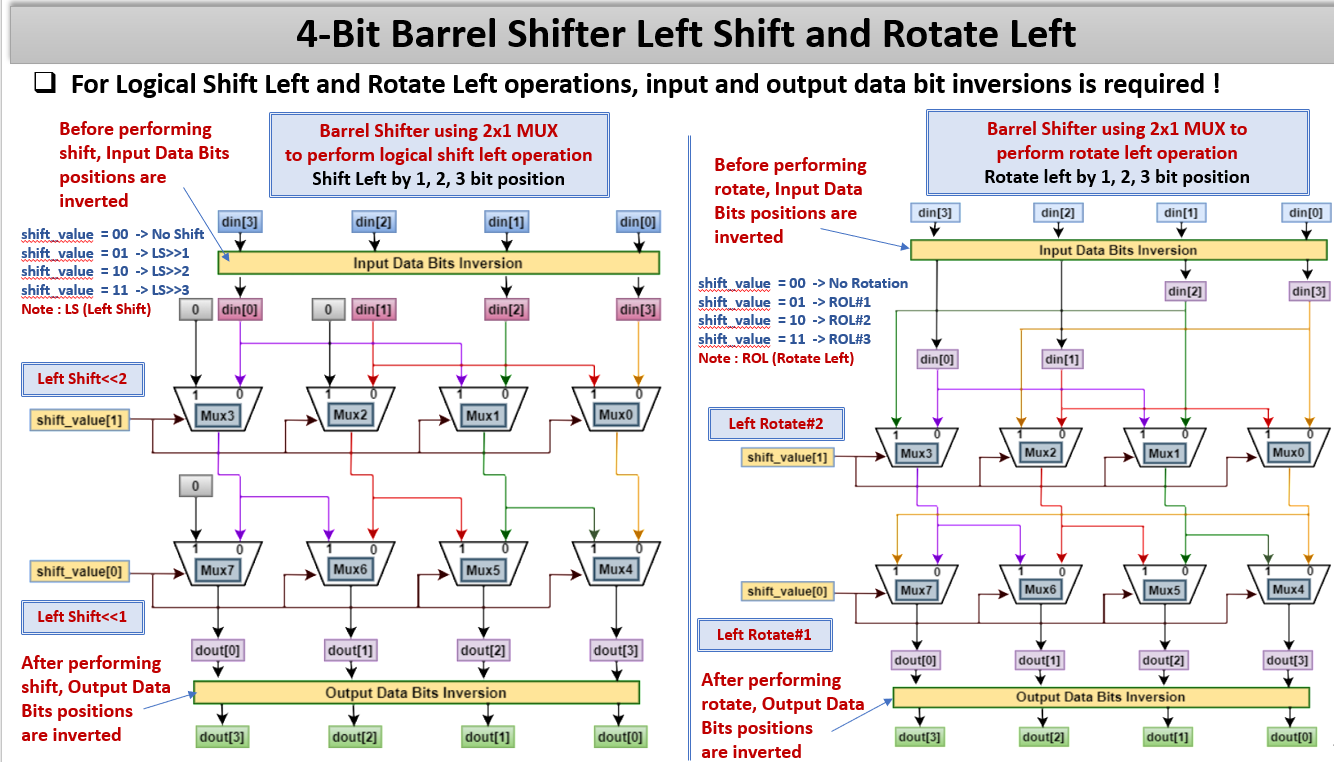 4-Bit Barrel Shifter Left Shift and Rotate Left
❑ For Logical Shift Left and Rotate Left operations, input and output data bit inversions is required !
Before performing
shift, Input Data Bits
positions are
inverted
Barrel Shifter using 2x1 MUX
to perform logical shift left operation
Shift Left by 1, 2, 3 bit position
shift_value = 00 -> No Shift
shift_value = 01 -> LS>>1
shift_value = 10 -> LS>>2
shift_value = 11 -> LS>>3
Note : LS (Left Shift)
din[3] din[2] din[1] din[0]
Input Data Bits Inversion
0 din[0] 0 din[1] din[2] din[3]
Left Shift<<2
1 0 1 0 1 0 1 0
Mux3 Mux2 Mux1 Mux0
shift_value[1]
0
1 0 1 0 1 0 1 0
Mux7 Mux6 Mux5 Mux4
shift_value[0]
Left Shift<<1
dout[0] dout[1] dout[2] dout[3]
After performing
shift, Output Data
Bits positions
are inverted
Output Data Bits Inversion
dout[3] dout[2] dout[1] dout[0]
Before performing
rotate, Input Data
Bits positions are
inverted
Barrel Shifter using 2x1 MUX to
perform rotate left operation
Rotate left by 1, 2, 3 bit position
din[3] din[2] din[1] din[0]
Input Data Bits Inversion
shift_value = 00 -> No Rotation
shift_value = 01 -> ROL#1
shift_value = 10 -> ROL#2
shift_value = 11 -> ROL#3
Note : ROL (Rotate Left)
din[2] din[3]
din[0] din[1]
Left Rotate#2
1 0 1 0 1 0 1 0
Mux3 Mux2 Mux1 Mux0
shift_value[1]
1 0 1 0 1 0 1 0
Mux7 Mux6 Mux5 Mux4
shift_value[0]
Left Rotate#1
dout[0] dout[1] dout[2] dout[3]
After performing
rotate, Output Data
Bits positions
are inverted
Output Data Bits Inversion
dout[3] dout[2] dout[1] dout[0]